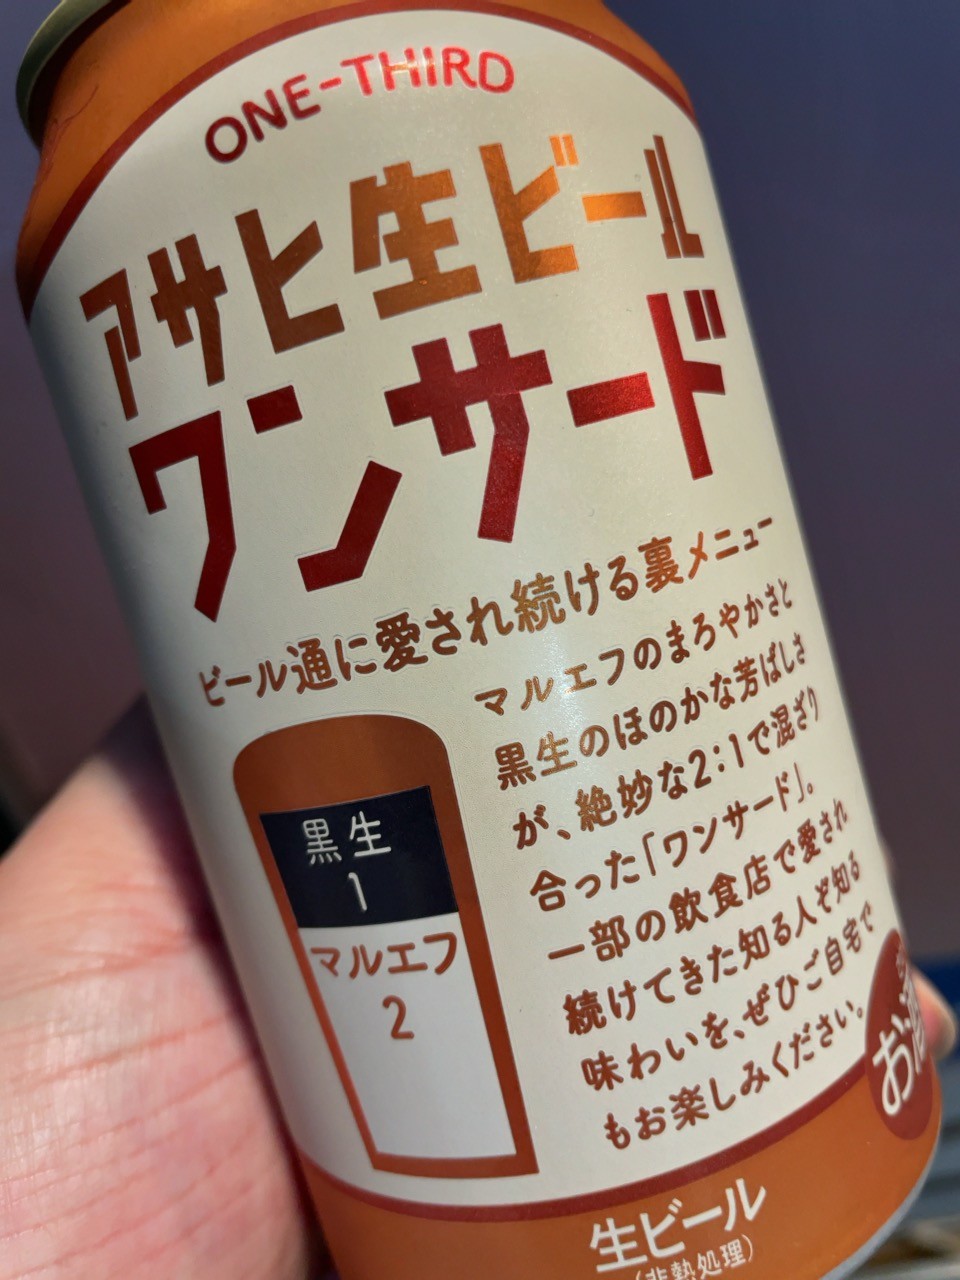 ONE-THIRD
アサヒ生ビール
ワンサード
ビール通に愛され続ける裏メニュー
マルエフのまろやかさと
黒生のほのかな芳ばしさ
が、絶妙な2:1で混ざり
合った「ワンサード」。
一部の飲食店で愛され
続けてきた知る人ぞ知る
味わいを、ぜひご自宅で
もお楽しみください。
黒生
1
マルエフ
2
お酒
生ビール
(非熱処理)